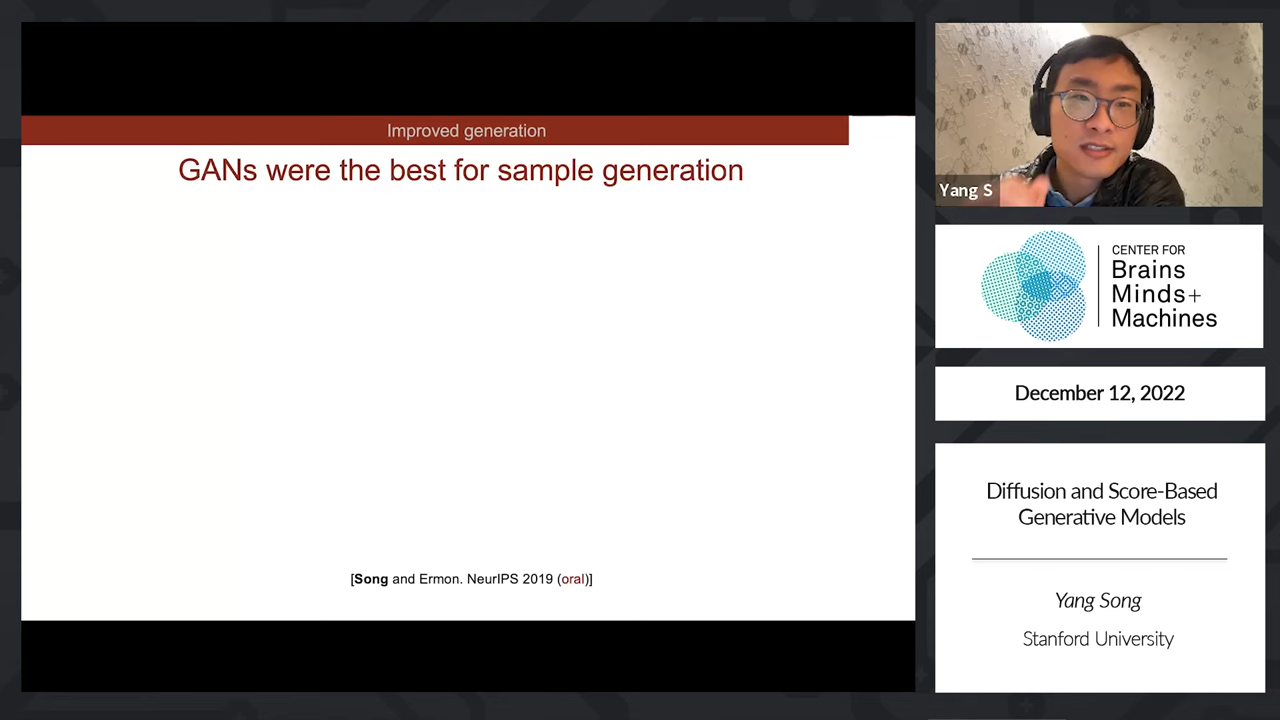 Improved generation
GANs were the best for sample generation
[Song and Ermon. NeurIPS 2019 (oral)]
Yang S
CENTER FOR
Brains
Minds+
Machines
December 12, 2022
Diffusion and Score-Based
Generative Models
Yang Song
Stanford University